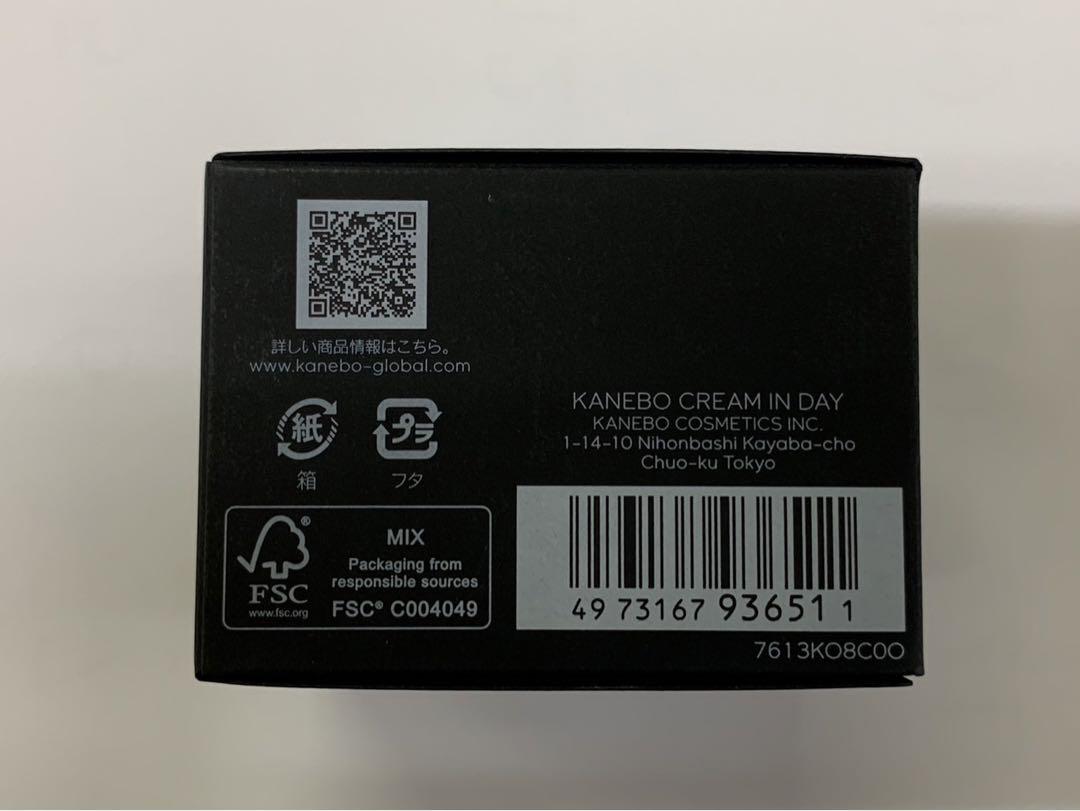 詳しい商品情報はこちら。
www.kanebo-global.com
紙
プラ
箱
フタ
KANEBO CREAM IN DAY
KANEBO COSMETICS INC.
1-14-10 Nihonbashi Kayaba-cho
Chuo-ku Tokyo
®
FSC
www.fsc.org
MIX
Packaging from
responsible sources
FSC® C004049
49 73167 93651 1
7613KO8C0O